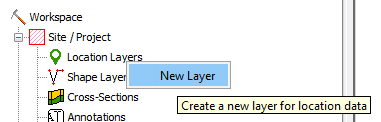 Workspace
Site / Project
Location Layers
Shape Layer
New Layer
Cross-Sections
Create a new layer for location data
Annotations